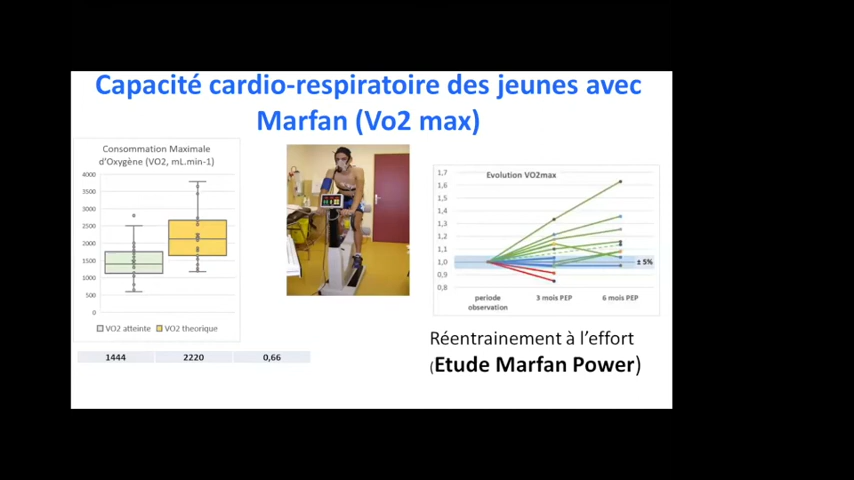 Capacité cardio-respiratoire des jeunes avec
Marfan (Vo2 max)
Consommation Maximale
d'Oxygène (VO2, mL.min-1)
4000
3500
3000
2500
2000
1500
1000
500
0
VO2 atteinte
VO2 theorique
1444
2220
0,66
Evolution VO2max
1,7
1,6
1,5
1,4
1,3
1,2
1,1
1,0
0,9
0,8
± 5%
periode
observation
3 mois PEP
6 mois PEP
Réentrainement à l'effort
(Etude Marfan Power)